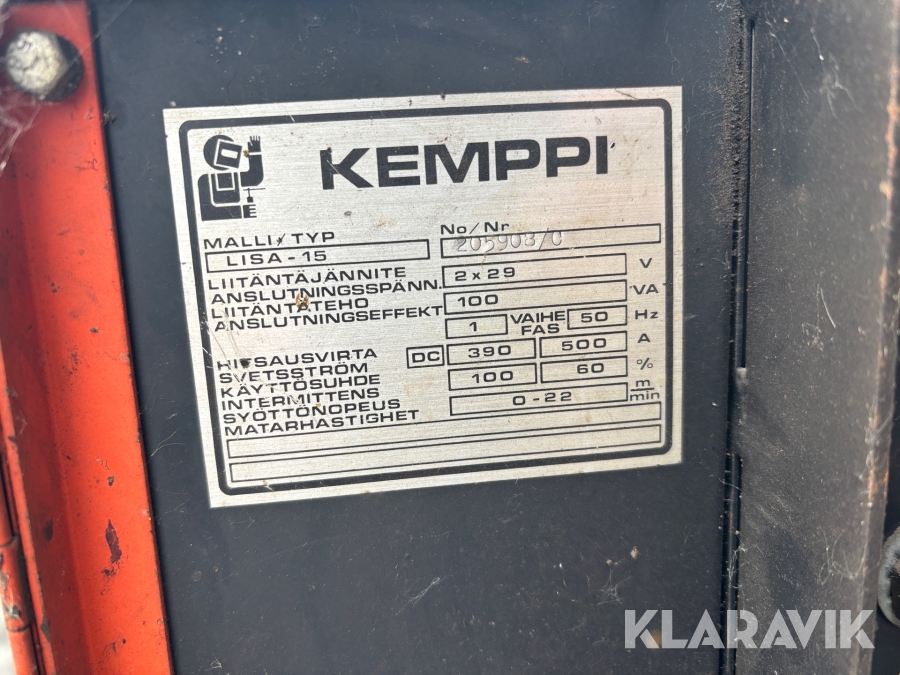 KEMPPI
MALLI/TYP No/Nr
LISA-15 205908/0
LIITÄNTÄJÄNNITE
ANSLUTNINGSSPÄNN. 2x29 V
LIITÄNTÄTEHO
ANSLUTNINGSEFFEKT 100 VA
1 VAIHE FAS 50 Hz
HITSAUSVIRTA
SVETSSTRÖM DC 390 500 A
KÄYTTÖSUHDE
INTERMITTENS 100 60 %
SYÖTTÖNOPEUS
MATARHASTIGHET 0-22 m/min
KLARAVIK